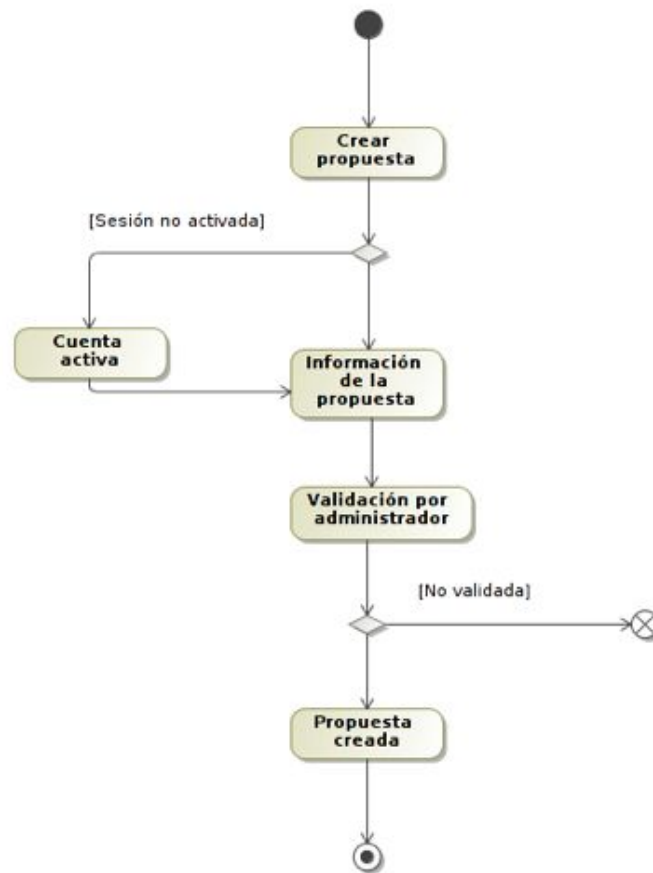 Crear
propuesta
[Sesión no activada]
Cuenta
activa
Información
de la
propuesta
Validación por
administrador
[No validada]
Propuesta
creada